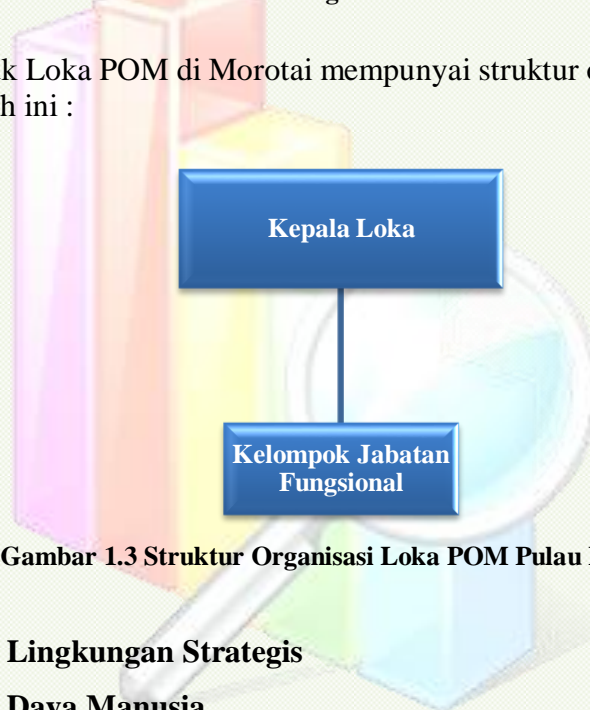 k Loka POM di Morotai mempunyai struktur
h ini :
Kepala Loka
Kelompok Jabatan
Fungsional
Gambar 1.3 Struktur Organisasi Loka POM Pulau
Lingkungan Strategis
Daya Manusia